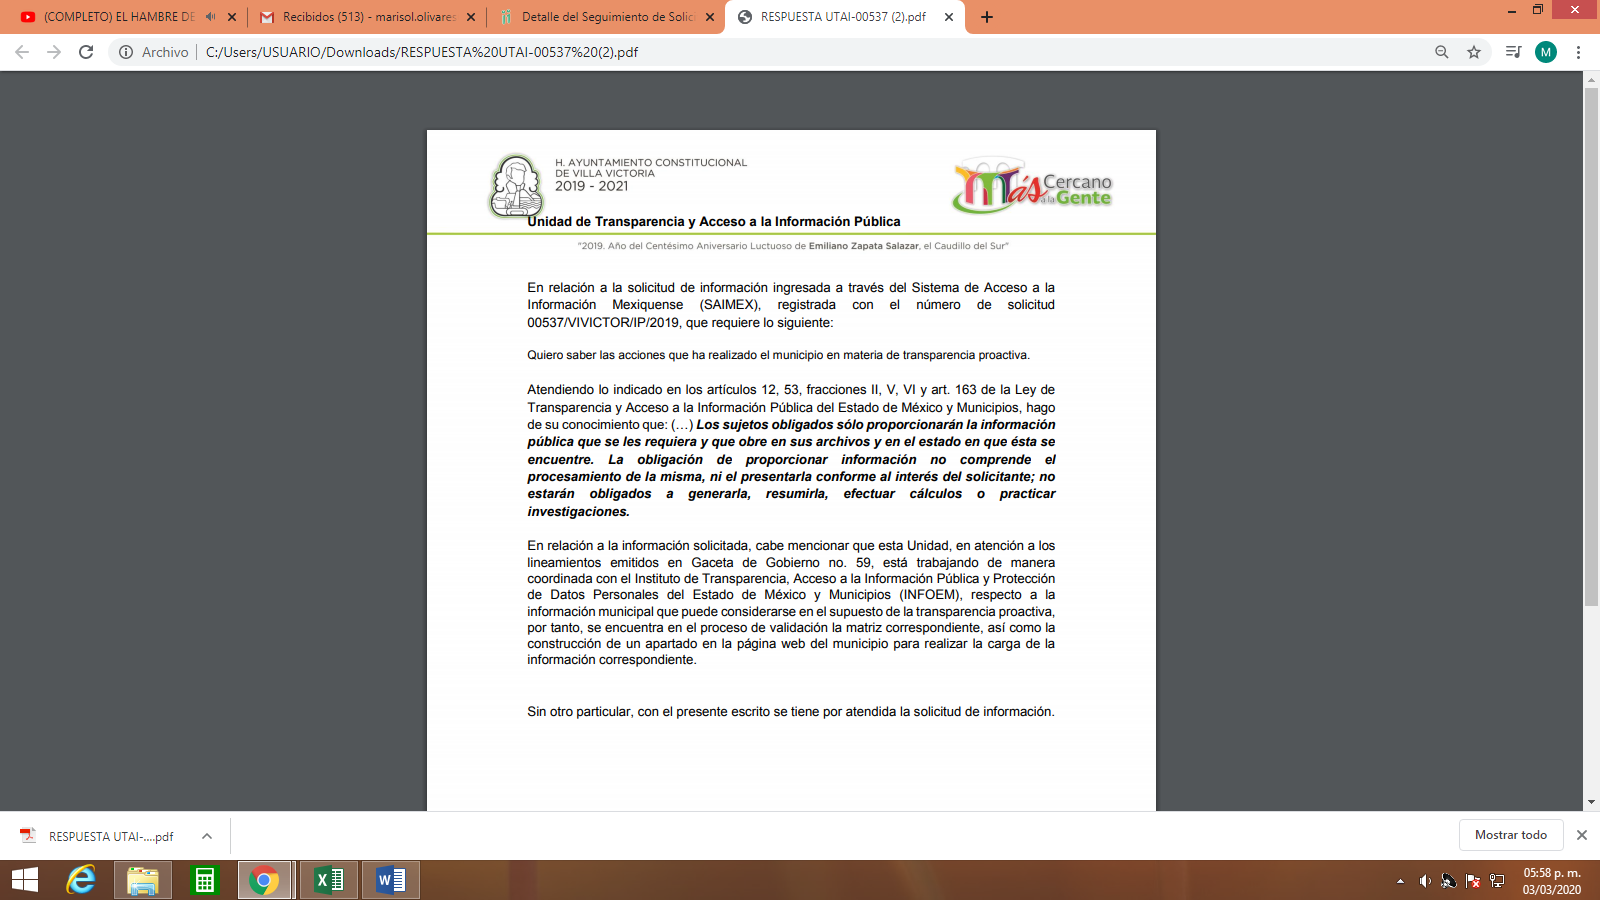 (COMPLETO) EL HAMBRE DE
Recibidos (513) - marisol.olivares
Detalle del Seguimiento de Solic
RESPUESTA UTAI-00537 (2).pdf
Archivo
C:/Users/USUARIO/Downloads/RESPUESTA%20UTAI-00537%20(2).pdf
M
H. AYUNTAMIENTO CONSTITUCIONAL
DE VILLA VICTORIA
2019 - 2021
Más Cercano
a la Gente
Unidad de Transparencia y Acceso a la Información Pública
"2019. Año del Centésimo Aniversario Luctuoso de Emiliano Zapata Salazar, el Caudillo del Sur"
En relación a la solicitud de información ingresada a través del Sistema de Acceso a la
Información Mexiquense (SAIMEX), registrada con el número de solicitud
00537/VIVICTOR/IP/2019, que requiere lo siguiente:
Quiero saber las acciones que ha realizado el municipio en materia de transparencia proactiva.
Atendiendo lo indicado en los artículos 12, 53, fracciones II, V, VI y art. 163 de la Ley de
Transparencia y Acceso a la Información Pública del Estado de México y Municipios, hago
de su conocimiento que: (…) Los sujetos obligados sólo proporcionarán la información
pública que se les requiera y que obre en sus archivos y en el estado en que ésta se
encuentre. La obligación de proporcionar información no comprende el
procesamiento de la misma, ni el presentarla conforme al interés del solicitante; no
estarán obligados a generarla, resumirla, efectuar cálculos o practicar
investigaciones.
En relación a la información solicitada, cabe mencionar que esta Unidad, en atención a los
lineamientos emitidos en Gaceta de Gobierno no. 59, está trabajando de manera
coordinada con el Instituto de Transparencia, Acceso a la Información Pública y Protección
de Datos Personales del Estado de México y Municipios (INFOEM), respecto a la
información municipal que puede considerarse en el supuesto de la transparencia proactiva,
por tanto, se encuentra en el proceso de validación la matriz correspondiente, así como la
construcción de un apartado en la página web del municipio para realizar la carga de la
información correspondiente.
Sin otro particular, con el presente escrito se tiene por atendida la solicitud de información.
RESPUESTA UTAI-....pdf
Mostrar todo
05:58 p. m.
03/03/2020